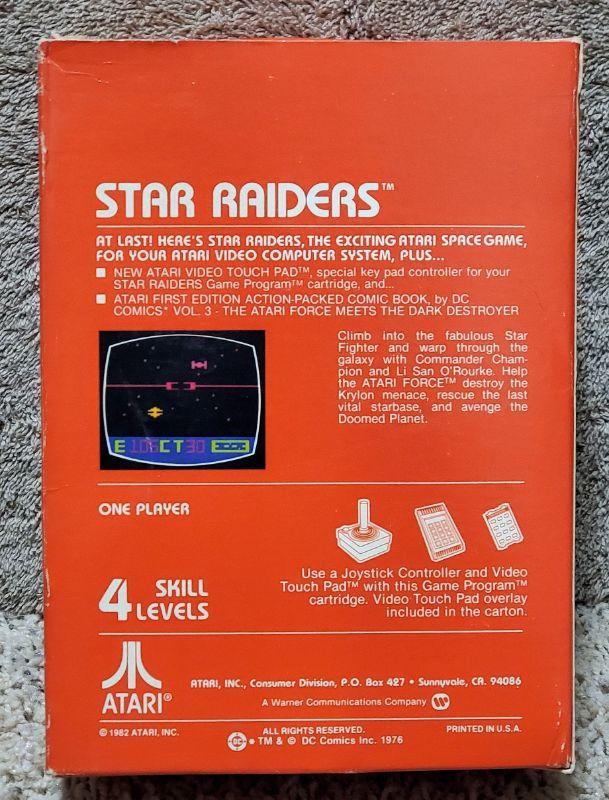 STAR RAIDERS™
AT LAST! HERE'S STAR RAIDERS, THE EXCITING ATARI SPACE GAME,
FOR YOUR ATARI VIDEO COMPUTER SYSTEM, PLUS...
■ NEW ATARI VIDEO TOUCH PAD™, special key pad controller for your
STAR RAIDERS Game Program™ cartridge, and...
■ ATARI FIRST EDITION ACTION-PACKED COMIC BOOK, by DC
COMICS* VOL. 3 - THE ATARI FORCE MEETS THE DARK DESTROYER
Climb into the fabulous Star
Fighter and warp through the
galaxy with Commander Cham-
pion and Li San O'Rourke. Help
the ATARI FORCE™ destroy the
Krylon menace, rescue the last
vital starbase, and avenge the
Doomed Planet.
E 106CT30
ONE PLAYER
4 SKILL
LEVELS
Use a Joystick Controller and Video
Touch Pad™ with this Game Program™
cartridge. Video Touch Pad overlay
included in the carton.
ATARI®
ATARI, INC., Consumer Division, P.O. Box 427 • Sunnyvale, CA. 94086
A Warner Communications Company
© 1982 ATARI, INC.
ALL RIGHTS RESERVED.
DC * TM & © DC Comics Inc. 1976
PRINTED IN U.S.A.